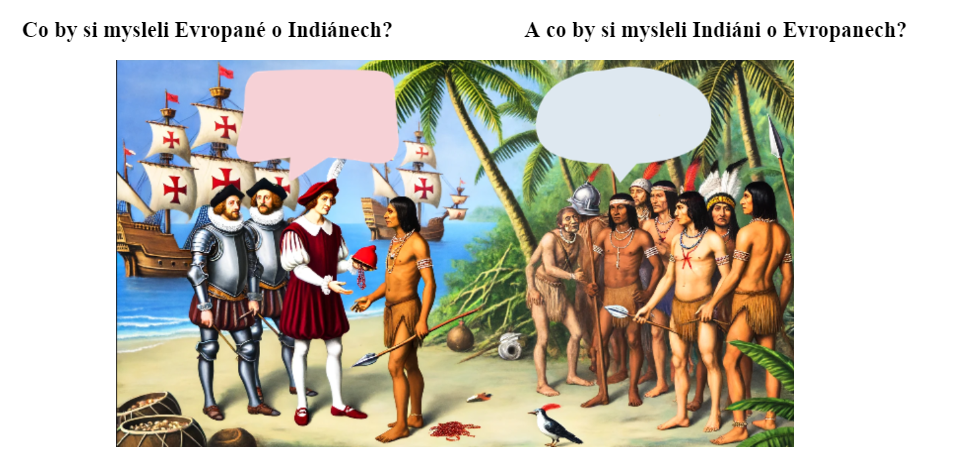 Co by si mysleli Evropané o Indiánech?
A co by si mysleli Indiáni o Evropanech?